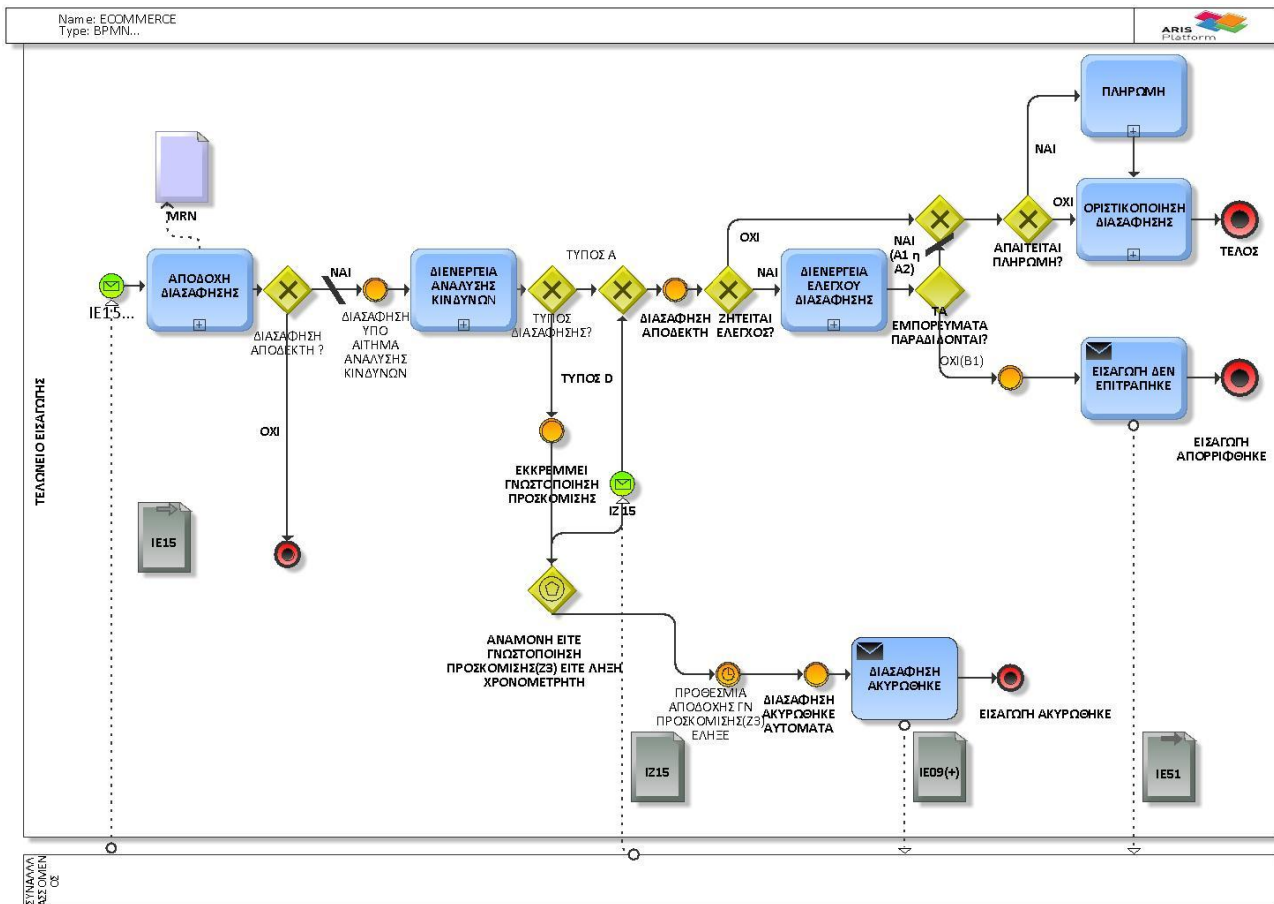 Name: ECOMMERCE
Type: BPMN...
ARIS
Platform
ΤΕΛΩΝΕΙΟ ΕΙΣΑΓΩΓΗΣ
MRN
IE15...
ΑΠΟΔΟΧΗ
ΔΙΑΣΑΦΗΣΗΣ
ΔΙΑΣΑΦΗΣΗ
ΑΠΟΔΕΚΤΗ ?
ΝΑΙ
ΟΧΙ
ΔΙΑΣΑΦΗΣΗ
ΥΠΟ
ΑΙΤΗΜΑ
ΑΝΑΛΥΣΗΣ
ΚΙΝΔΥΝΩΝ
ΔΙΕΝΕΡΓΕΙΑ
ΑΝΑΛΥΣΗΣ
ΚΙΝΔΥΝΩΝ
ΤΥΠΟΣ
ΔΙΑΣΑΦΗΣΗΣ?
ΤΥΠΟΣ Α
ΤΥΠΟΣ D
ΕΚΚΡΕΜΜΕΙ
ΓΝΩΣΤΟΠΟΙΗΣΗ
ΠΡΟΣΚΟΜΙΣΗΣ
IZ15
ΔΙΑΣΑΦΗΣΗ
ΑΠΟΔΕΚΤΗ
ΖΗΤΕΙΤΑΙ
ΕΛΕΓΧΟΣ?
ΟΧΙ
ΝΑΙ
ΔΙΕΝΕΡΓΕΙΑ
ΕΛΕΓΧΟΥ
ΔΙΑΣΑΦΗΣΗΣ
ΝΑΙ
(Α1 η
Α2)
ΤΑ
ΕΜΠΟΡΕΥΜΑΤΑ
ΠΑΡΑΔΙΔΟΝΤΑΙ?
ΟΧΙ(Β1)
ΑΠΑΙΤΕΙΤΑΙ
ΠΛΗΡΩΜΗ?
ΝΑΙ
ΟΧΙ
ΠΛΗΡΩΜΗ
ΟΡΙΣΤΙΚΟΠΟΙΗΣΗ
ΔΙΑΣΑΦΗΣΗΣ
ΤΕΛΟΣ
ΕΙΣΑΓΩΓΗ ΔΕΝ
ΕΠΙΤΡΑΠΗΚΕ
ΕΙΣΑΓΩΓΗ
ΑΠΟΡΡΙΦΘΗΚΕ
IE15
ΑΝΑΜΟΝΗ ΕΙΤΕ
ΓΝΩΣΤΟΠΟΙΗΣΗ
ΠΡΟΣΚΟΜΙΣΗΣ(Ζ3) ΕΙΤΕ ΛΗΞΗ
ΧΡΟΝΟΜΕΤΡΗΤΗ
ΠΡΟΘΕΣΜΙΑ
ΑΠΟΔΟΧΗΣ ΓΝ
ΠΡΟΣΚΟΜΙΣΗΣ(Ζ3)
ΕΛΗΞΕ
ΔΙΑΣΑΦΗΣΗ
ΑΚΥΡΩΘΗΚΕ
ΑΥΤΟΜΑΤΑ
ΔΙΑΣΑΦΗΣΗ
ΑΚΥΡΩΘΗΚΕ
ΕΙΣΑΓΩΓΗ ΑΚΥΡΩΘΗΚΕ
IZ15
IE09(+)
IE51
ΣΥΝΑΛΛ
ΑΣΣΟΜΕΝ
ΟΣ